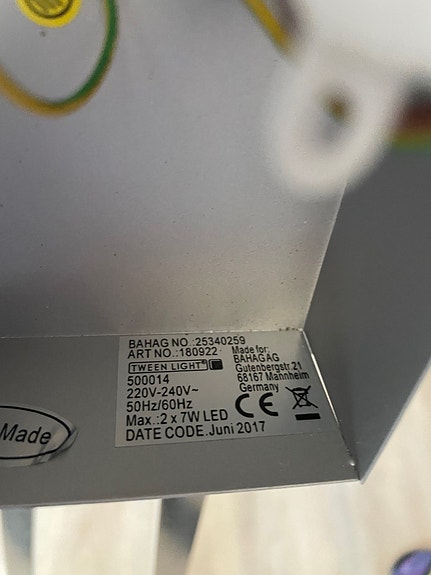 BAHAG NO.:25340259
ART NO.:180922
Made for:
TWEEN LIGHT
BAHAG AG
500014
Gutenbergstr.21
220V-240V~
68167 Mannheim
50Hz/60Hz
Germany
Max.:2 x 7W LED
CE
DATE CODE.Juni 2017
Made